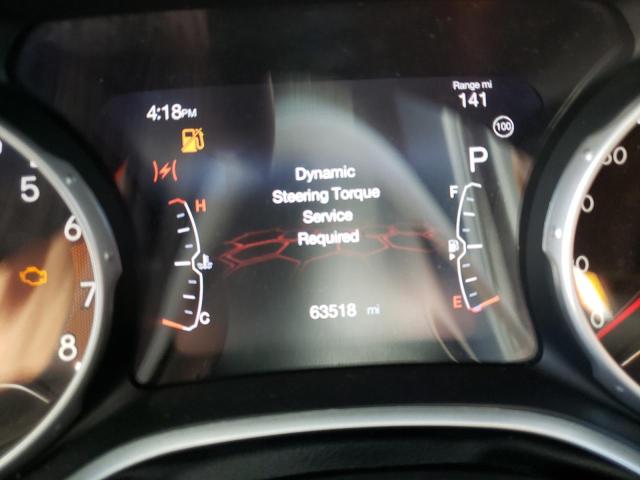 Range mi
4:18PM
141
100
Dynamic
Steering Torque
Service
Required
P
H
F
C
E
63518 mi
5
6
7
8